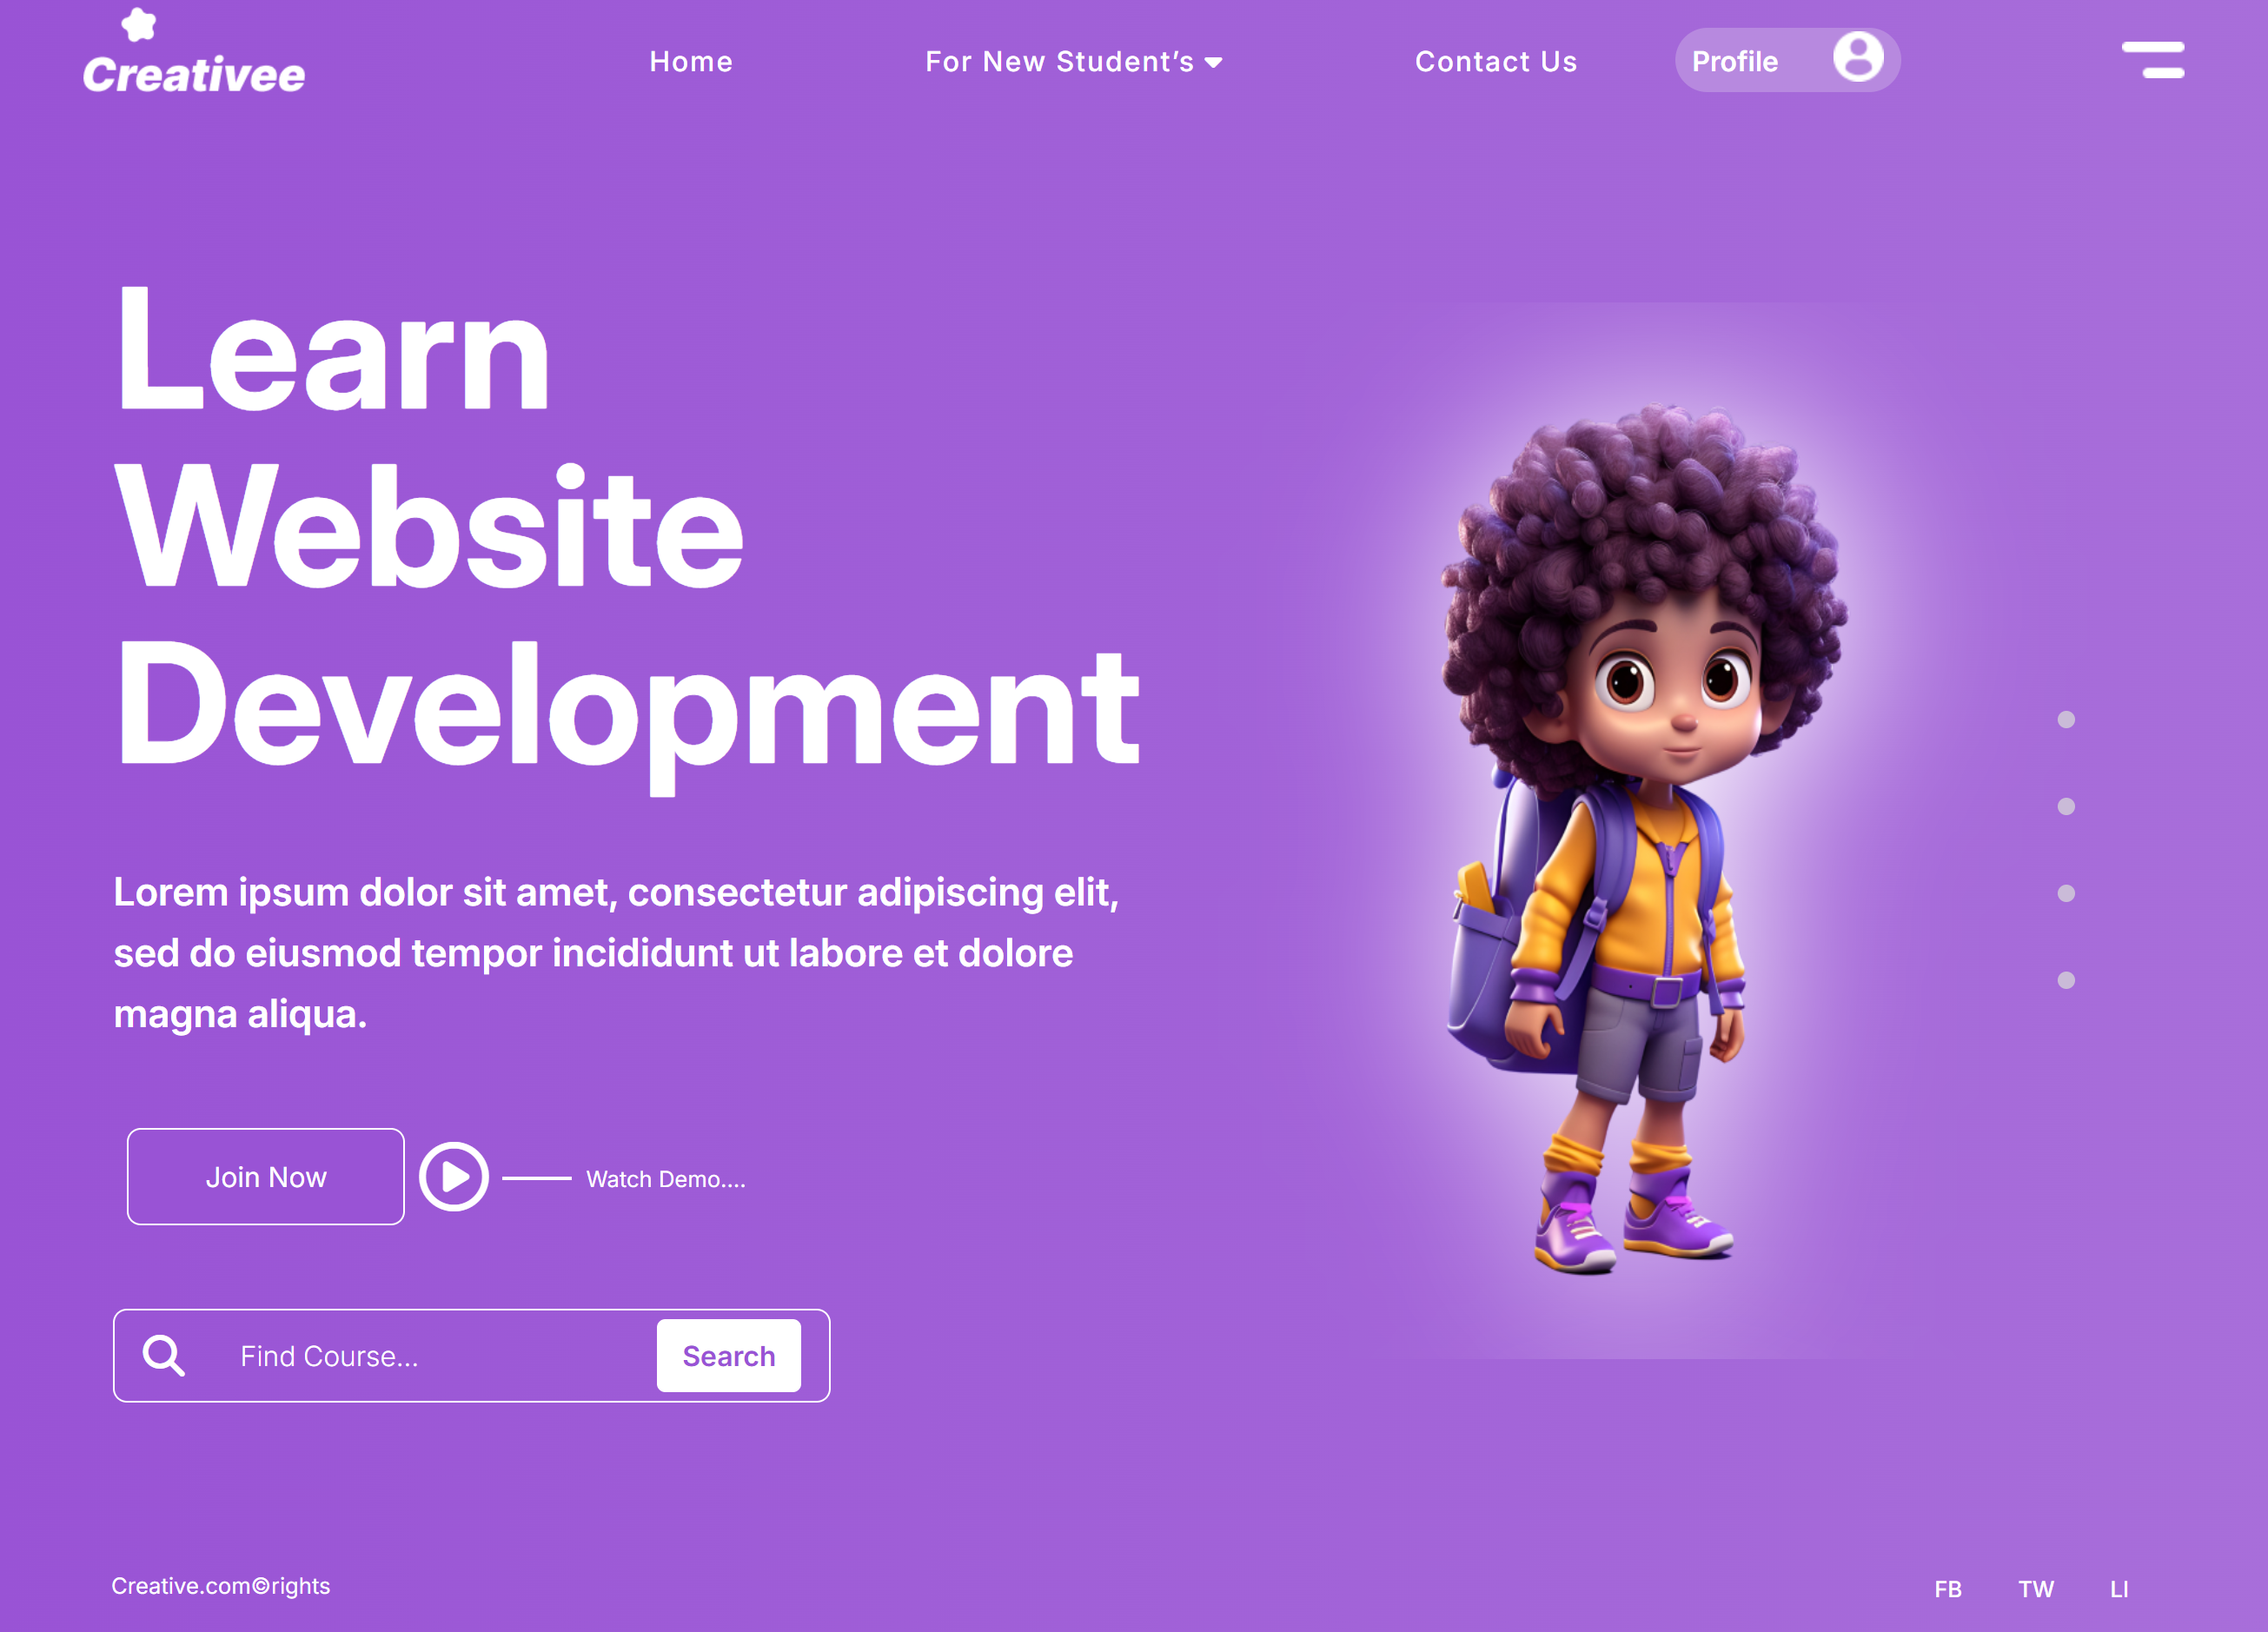 Creativee
Home
For New Student’s
Contact Us
Profile
Learn
Website
Development
Lorem ipsum dolor sit amet, consectetur adipiscing elit,
sed do eiusmod tempor incididunt ut labore et dolore
magna aliqua.
Join Now
Watch Demo....
Find Course...
Search
Creative.com©rights
FB
TW
LI